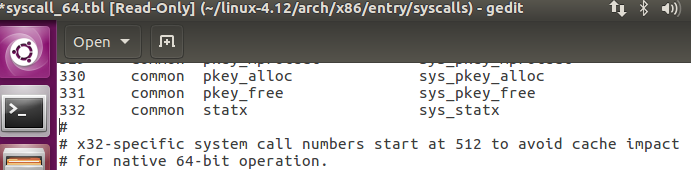 *syscall_64.tbl [Read-Only] (~/linux-4.12/arch/x86/entry/syscalls) - gedit
Open
330 common pkey_alloc sys_pkey_alloc
331 common pkey_free sys_pkey_free
332 common statx sys_statx
#
# x32-specific system call numbers start at 512 to avoid cache impact
# for native 64-bit operation.